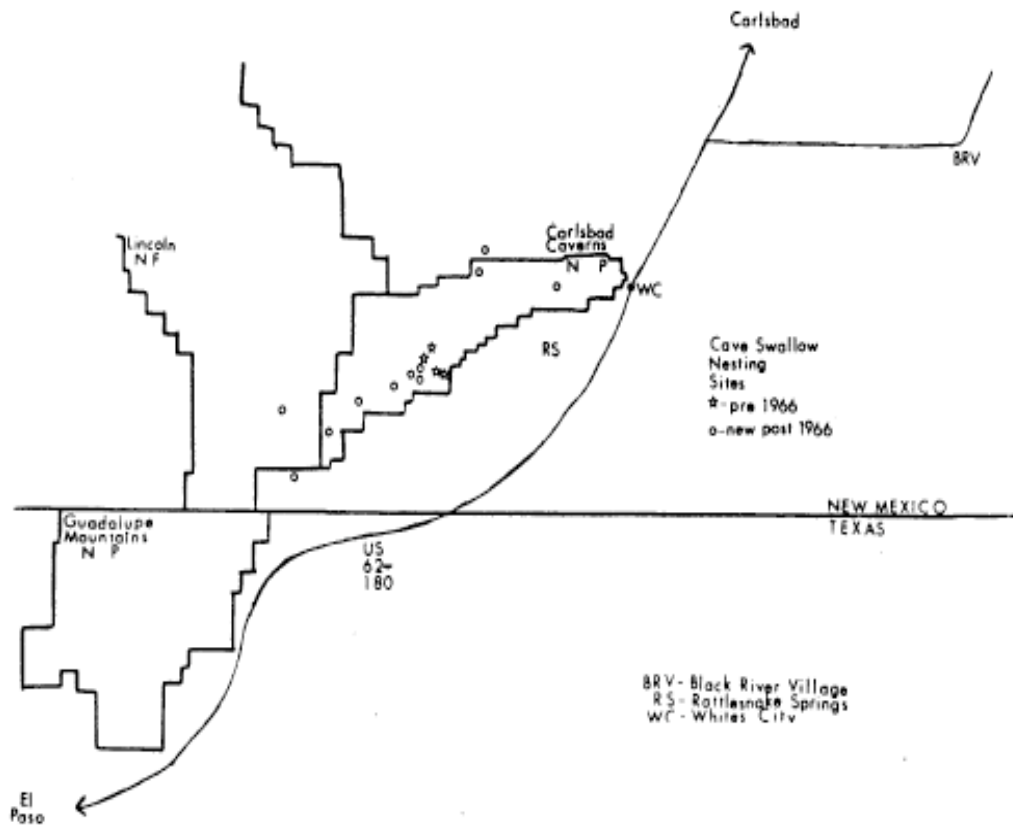 Carlsbad
BRV
Lincoln
N F
Carlsbad
Caverns
N P
WC
RS
Cave Swallow
Nesting
Sites
☆-pre 1966
o-new post 1966
NEW MEXICO
TEXAS
Guadalupe
Mountains
N P
US
62-
180
BRV - Black River Village
RS - Rattlesnake Springs
WC - Whites City
El
Paso